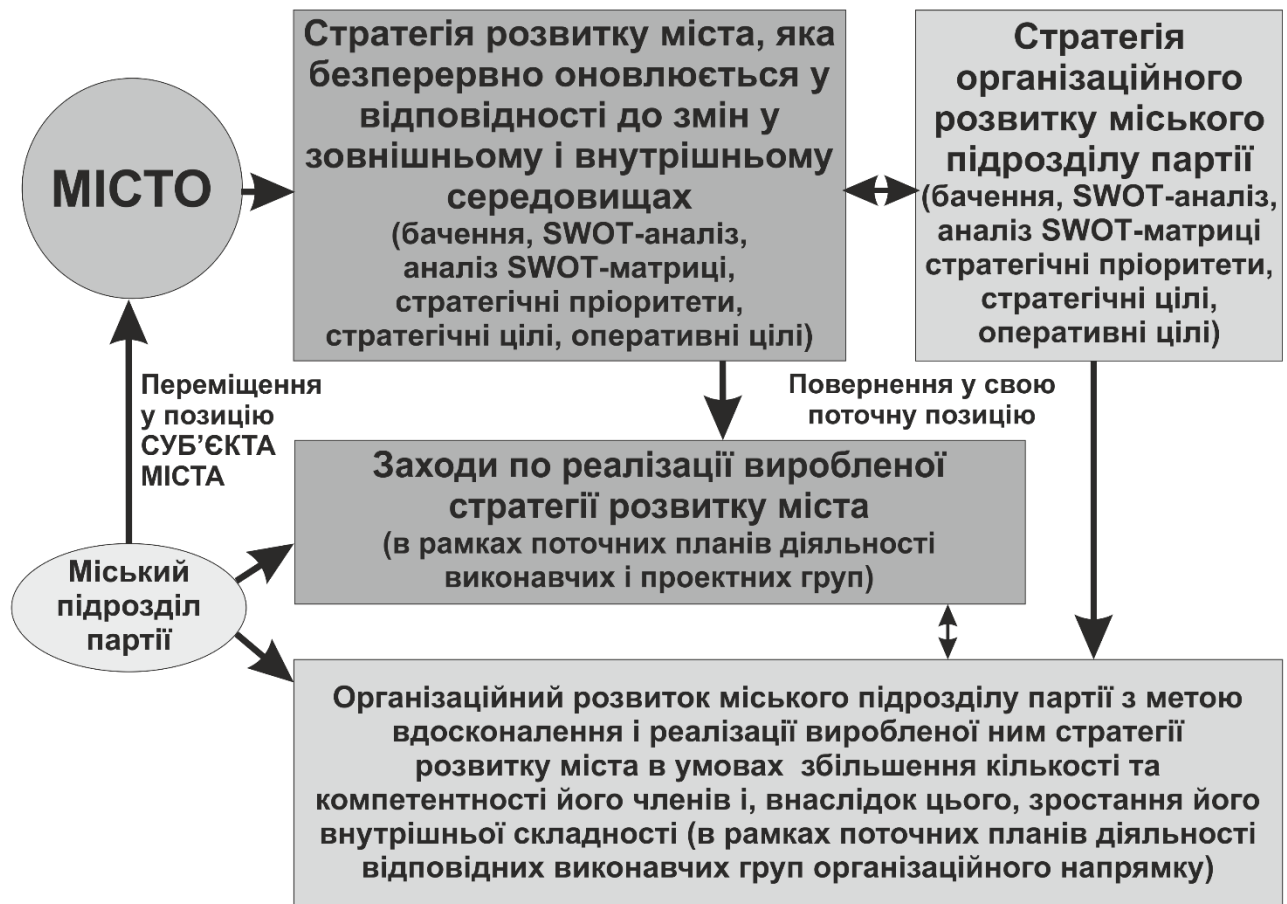 МІСТО
Стратегія розвитку міста, яка
безперервно оновлюється у
відповідності до змін у
зовнішньому і внутрішньому
середовищах
(бачення, SWOT-аналіз,
аналіз SWOT-матриці,
стратегічні пріоритети,
стратегічні цілі, оперативні цілі)
Стратегія
організаційного
розвитку міського
підрозділу партії
(бачення, SWOT-аналіз,
аналіз SWOT-матриці
стратегічні пріоритети,
стратегічні цілі,
оперативні цілі)
Переміщення
у позицію
СУБ’ЄКТА
МІСТА
Повернення у свою
поточну позицію
Заходи по реалізації виробленої
стратегії розвитку міста
(в рамках поточних планів діяльності
виконавчих і проектних груп)
Міський
підрозділ
партії
Організаційний розвиток міського підрозділу партії з метою
вдосконалення і реалізації виробленої ним стратегії
розвитку міста в умовах збільшення кількості та
компетентності його членів і, внаслідок цього, зростання його
внутрішньої складності (в рамках поточних планів діяльності
відповідних виконавчих груп організаційного напрямку)